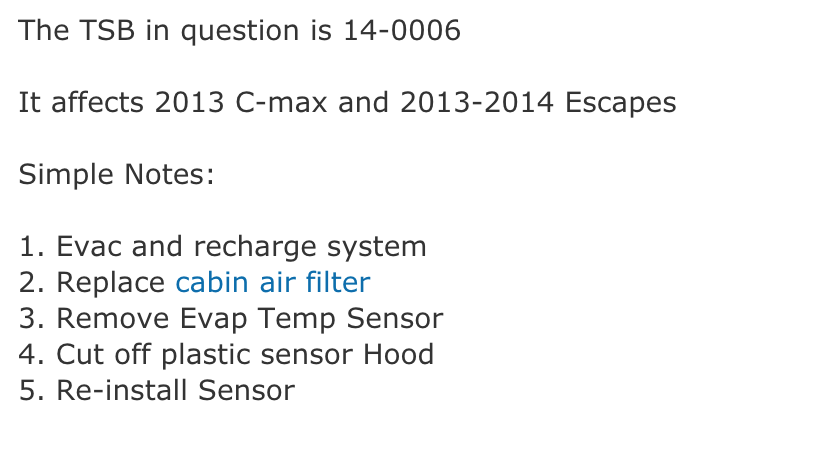 The TSB in question is 14-0006
It affects 2013 C-max and 2013-2014 Escapes
Simple Notes:
1. Evac and recharge system
2. Replace cabin air filter
3. Remove Evap Temp Sensor
4. Cut off plastic sensor Hood
5. Re-install Sensor